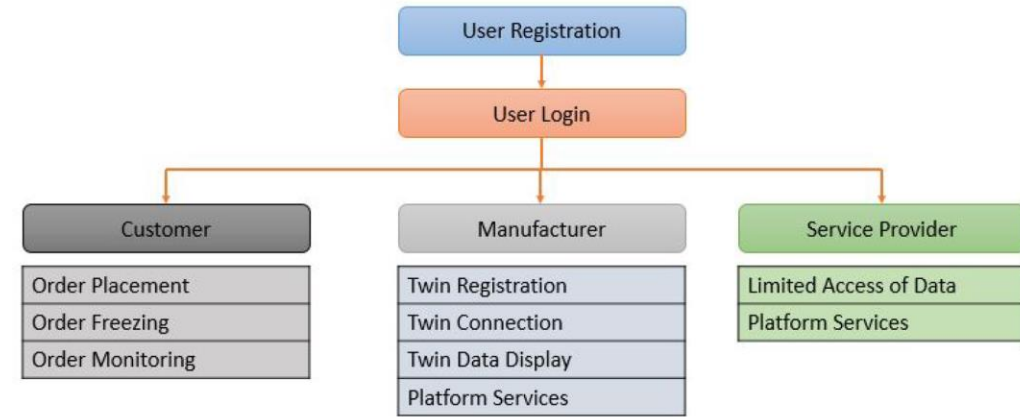 User Registration
User Login
Customer
Order Placement
Order Freezing
Order Monitoring
Manufacturer
Twin Registration
Twin Connection
Twin Data Display
Platform Services
Service Provider
Limited Access of Data
Platform Services